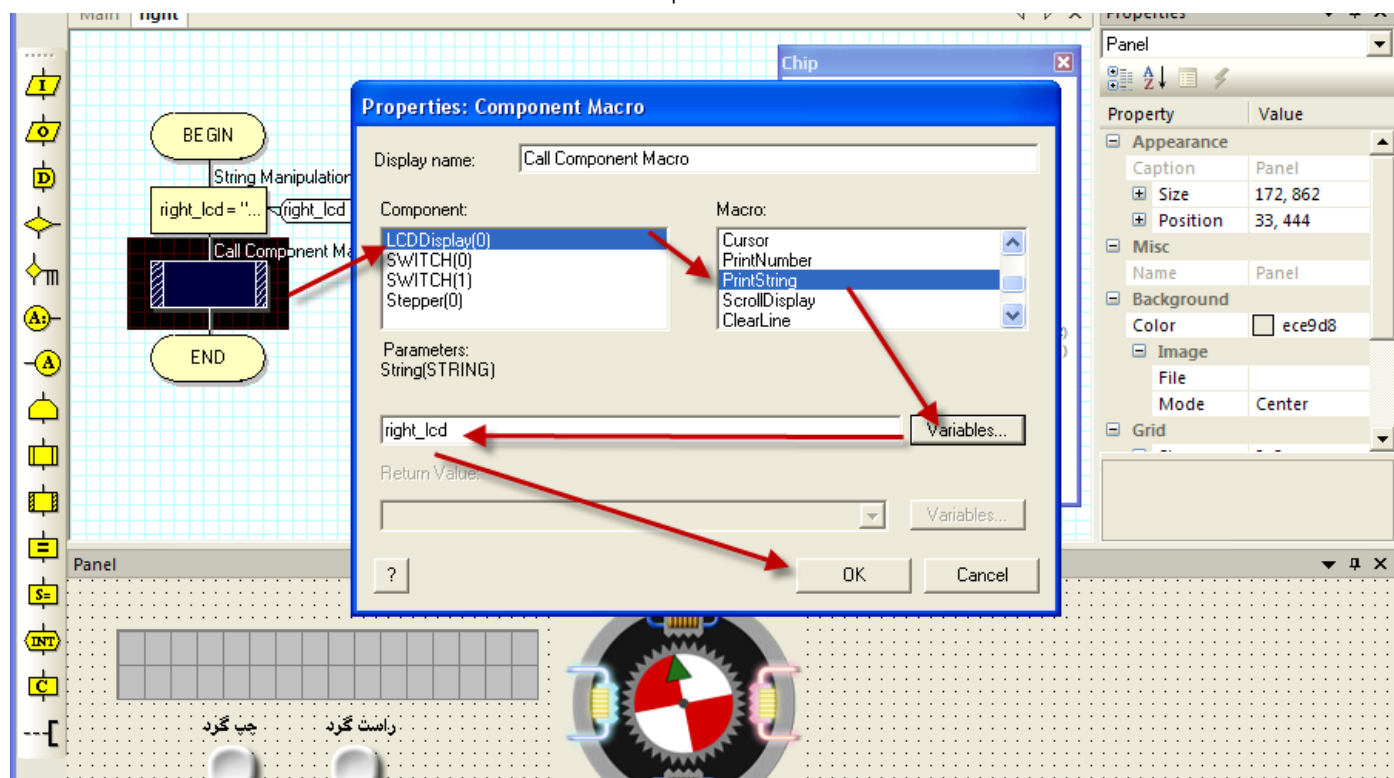 Main right
Properties
Panel
Property Value
Appearance
Caption Panel
Size 172, 862
Position 33, 444
Misc
Name Panel
Background
Color ece9d8
Image
File
Mode Center
Grid
Chip
Properties: Component Macro
Display name: Call Component Macro
Component: Macro:
LCDDisplay(0)
SWITCH(0)
SWITCH(1)
Stepper(0)
Cursor
PrintNumber
PrintString
ScrollDisplay
ClearLine
Parameters:
String(STRING)
right_lcd Variables...
Return Value:
Variables...
? OK Cancel
BEGIN
String Manipulation
right_lcd = "... (right_lcd
Call Component Ma
END
I
O
D
m
A:
A
=
S=
INT
C
Panel
چپ گرد راست گرد